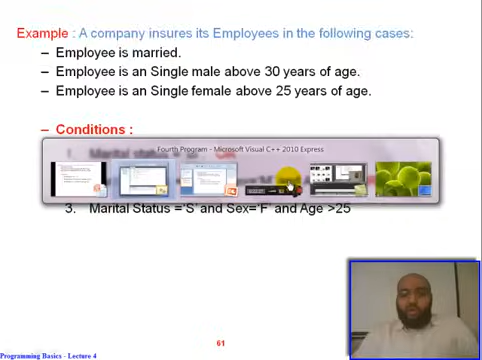 Example : A company insures its Employees in the following cases:
– Employee is married.
– Employee is an Single male above 30 years of age.
– Employee is an Single female above 25 years of age.
– Conditions :
Fourth Program - Microsoft Visual C++ 2010 Express
3. Marital Status ='S' and Sex='F' and Age >25
61
Programming Basics - Lecture 4